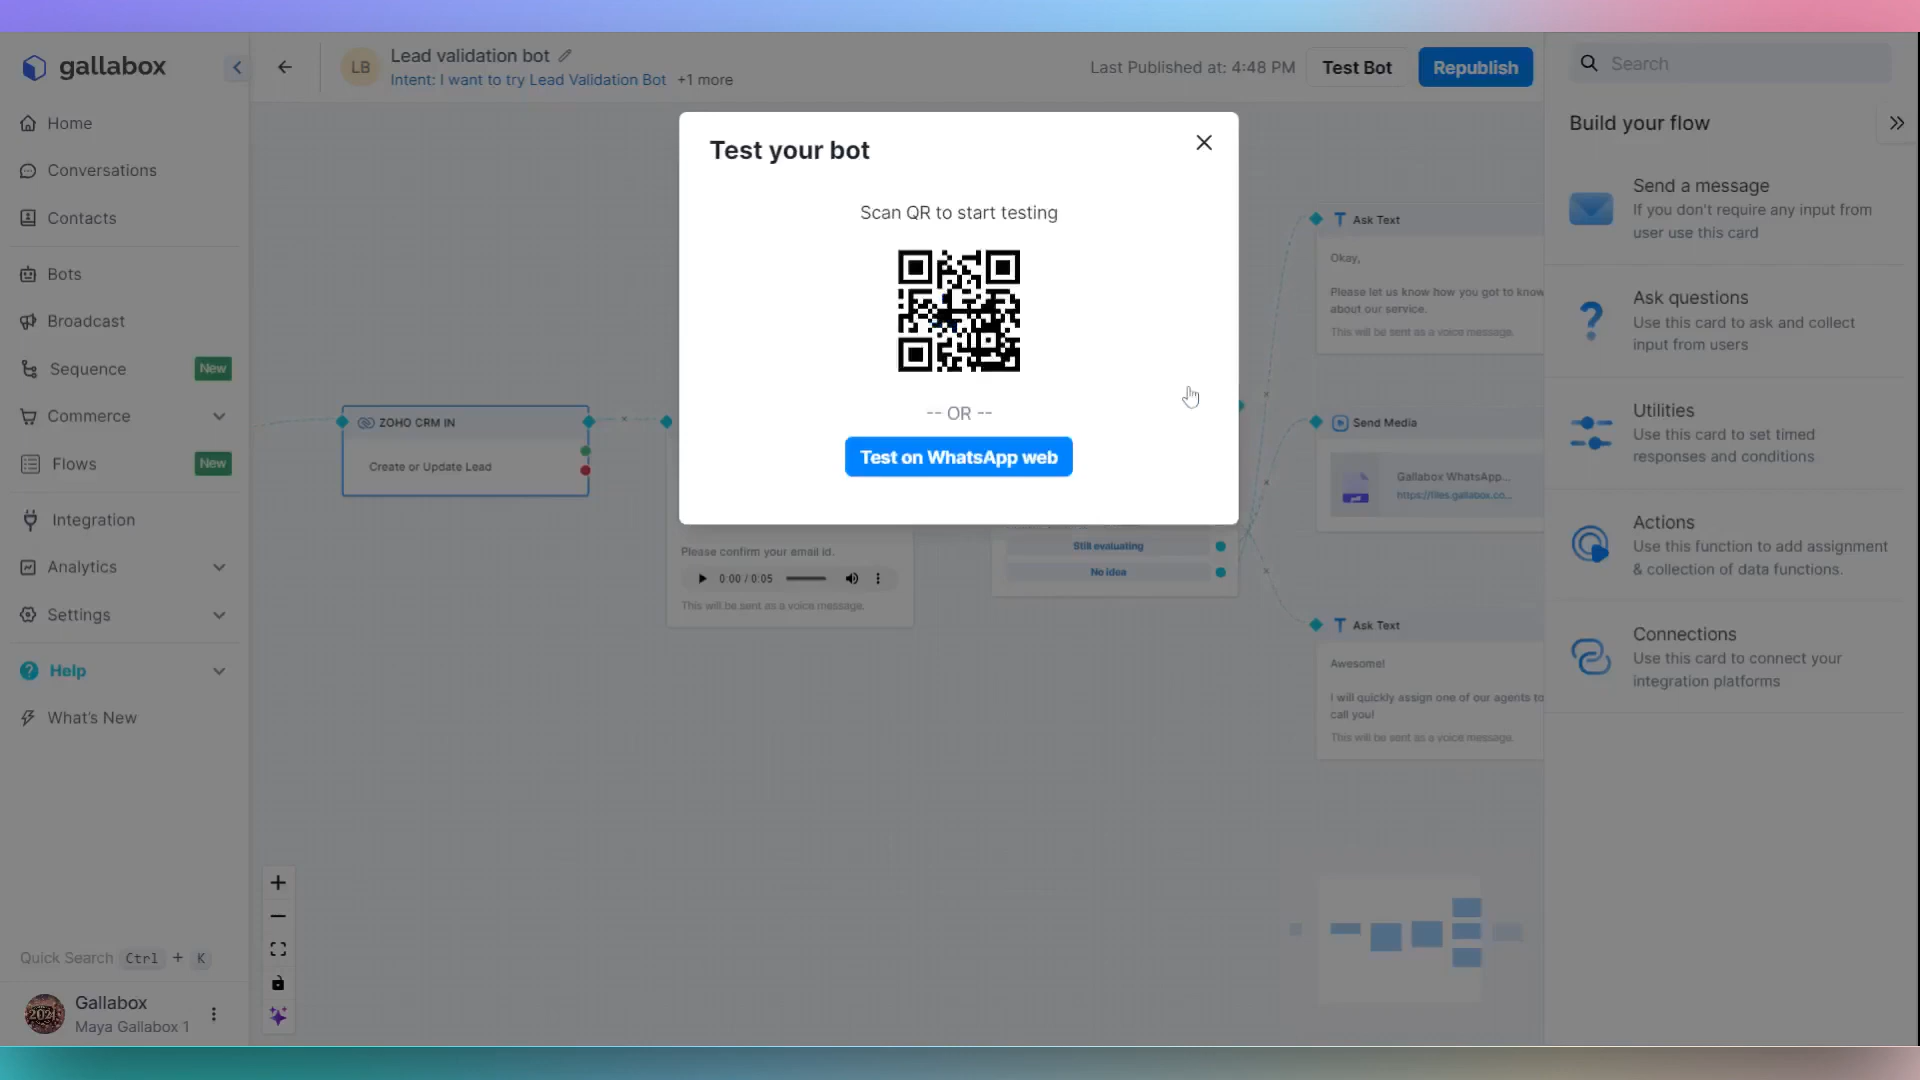 gallabox
Home
Conversations
Contacts
Bots
Broadcast
Sequence New
Commerce
Flows New
Integration
Analytics
Settings
Help
What's New
Quick Search Ctrl + K
Gallabox
Maya Gallabox 1
2024
LB
Lead validation bot
Intent: I want to try Lead Validation Bot +1 more
Last Published at: 4:48 PM
Test Bot
Republish
Test your bot
Scan QR to start testing
-- OR --
Test on WhatsApp web
ZOHO CRM IN
Create or Update Lead
Please confirm your email id.
0:00 / 0:05
This will be sent as a voice message.
Still evaluating
No idea
Ask Text
Okay,
Please let us know how you got to know
about our service.
This will be sent as a voice message.
Send Media
Gallabox WhatsApp...
https://files.gallabox.co...
Ask Text
Awesome!
I will quickly assign one of our agents to
call you!
This will be sent as a voice message.
Search
Build your flow
Send a message
If you don't require any input from
user use this card
Ask questions
Use this card to ask and collect
input from users
Utilities
Use this card to set timed
responses and conditions
Actions
Use this function to add assignment
& collection of data functions.
Connections
Use this card to connect your
integration platforms